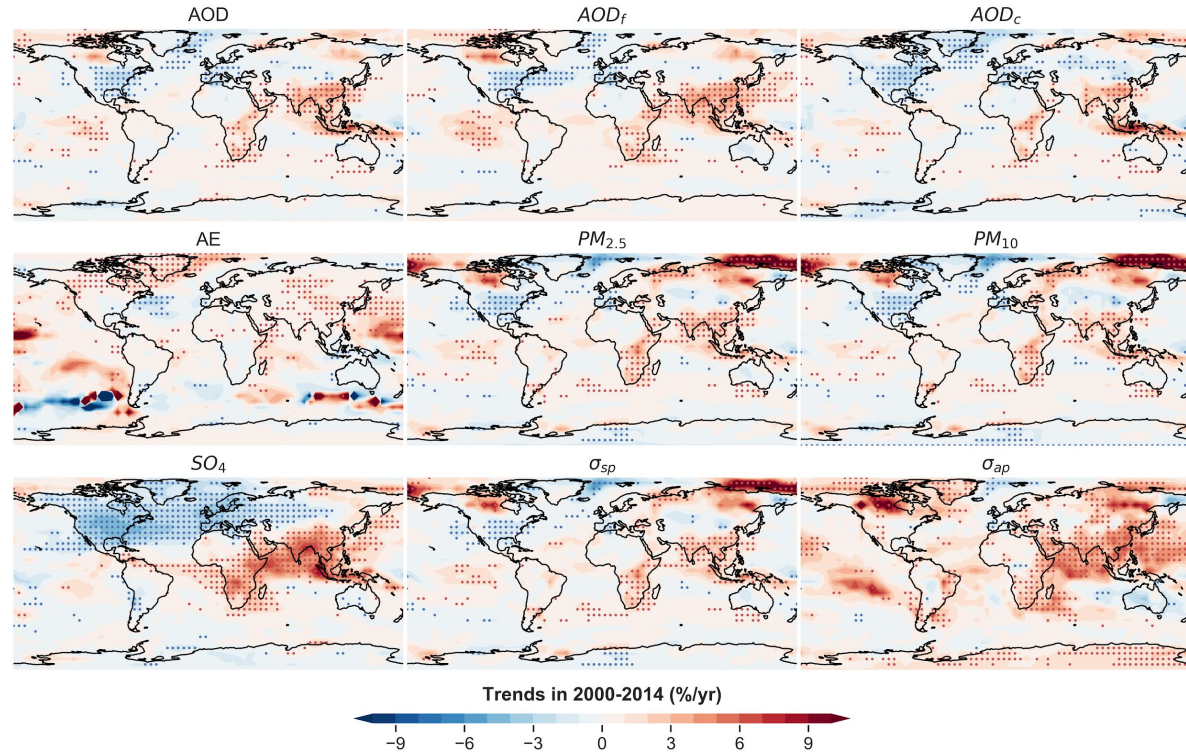 AOD AOD_f AOD_c
AE PM_2.5 PM_10
SO_4 σ_sp σ_ap
Trends in 2000-2014 (%/yr)
−9 −6 −3 0 3 6 9